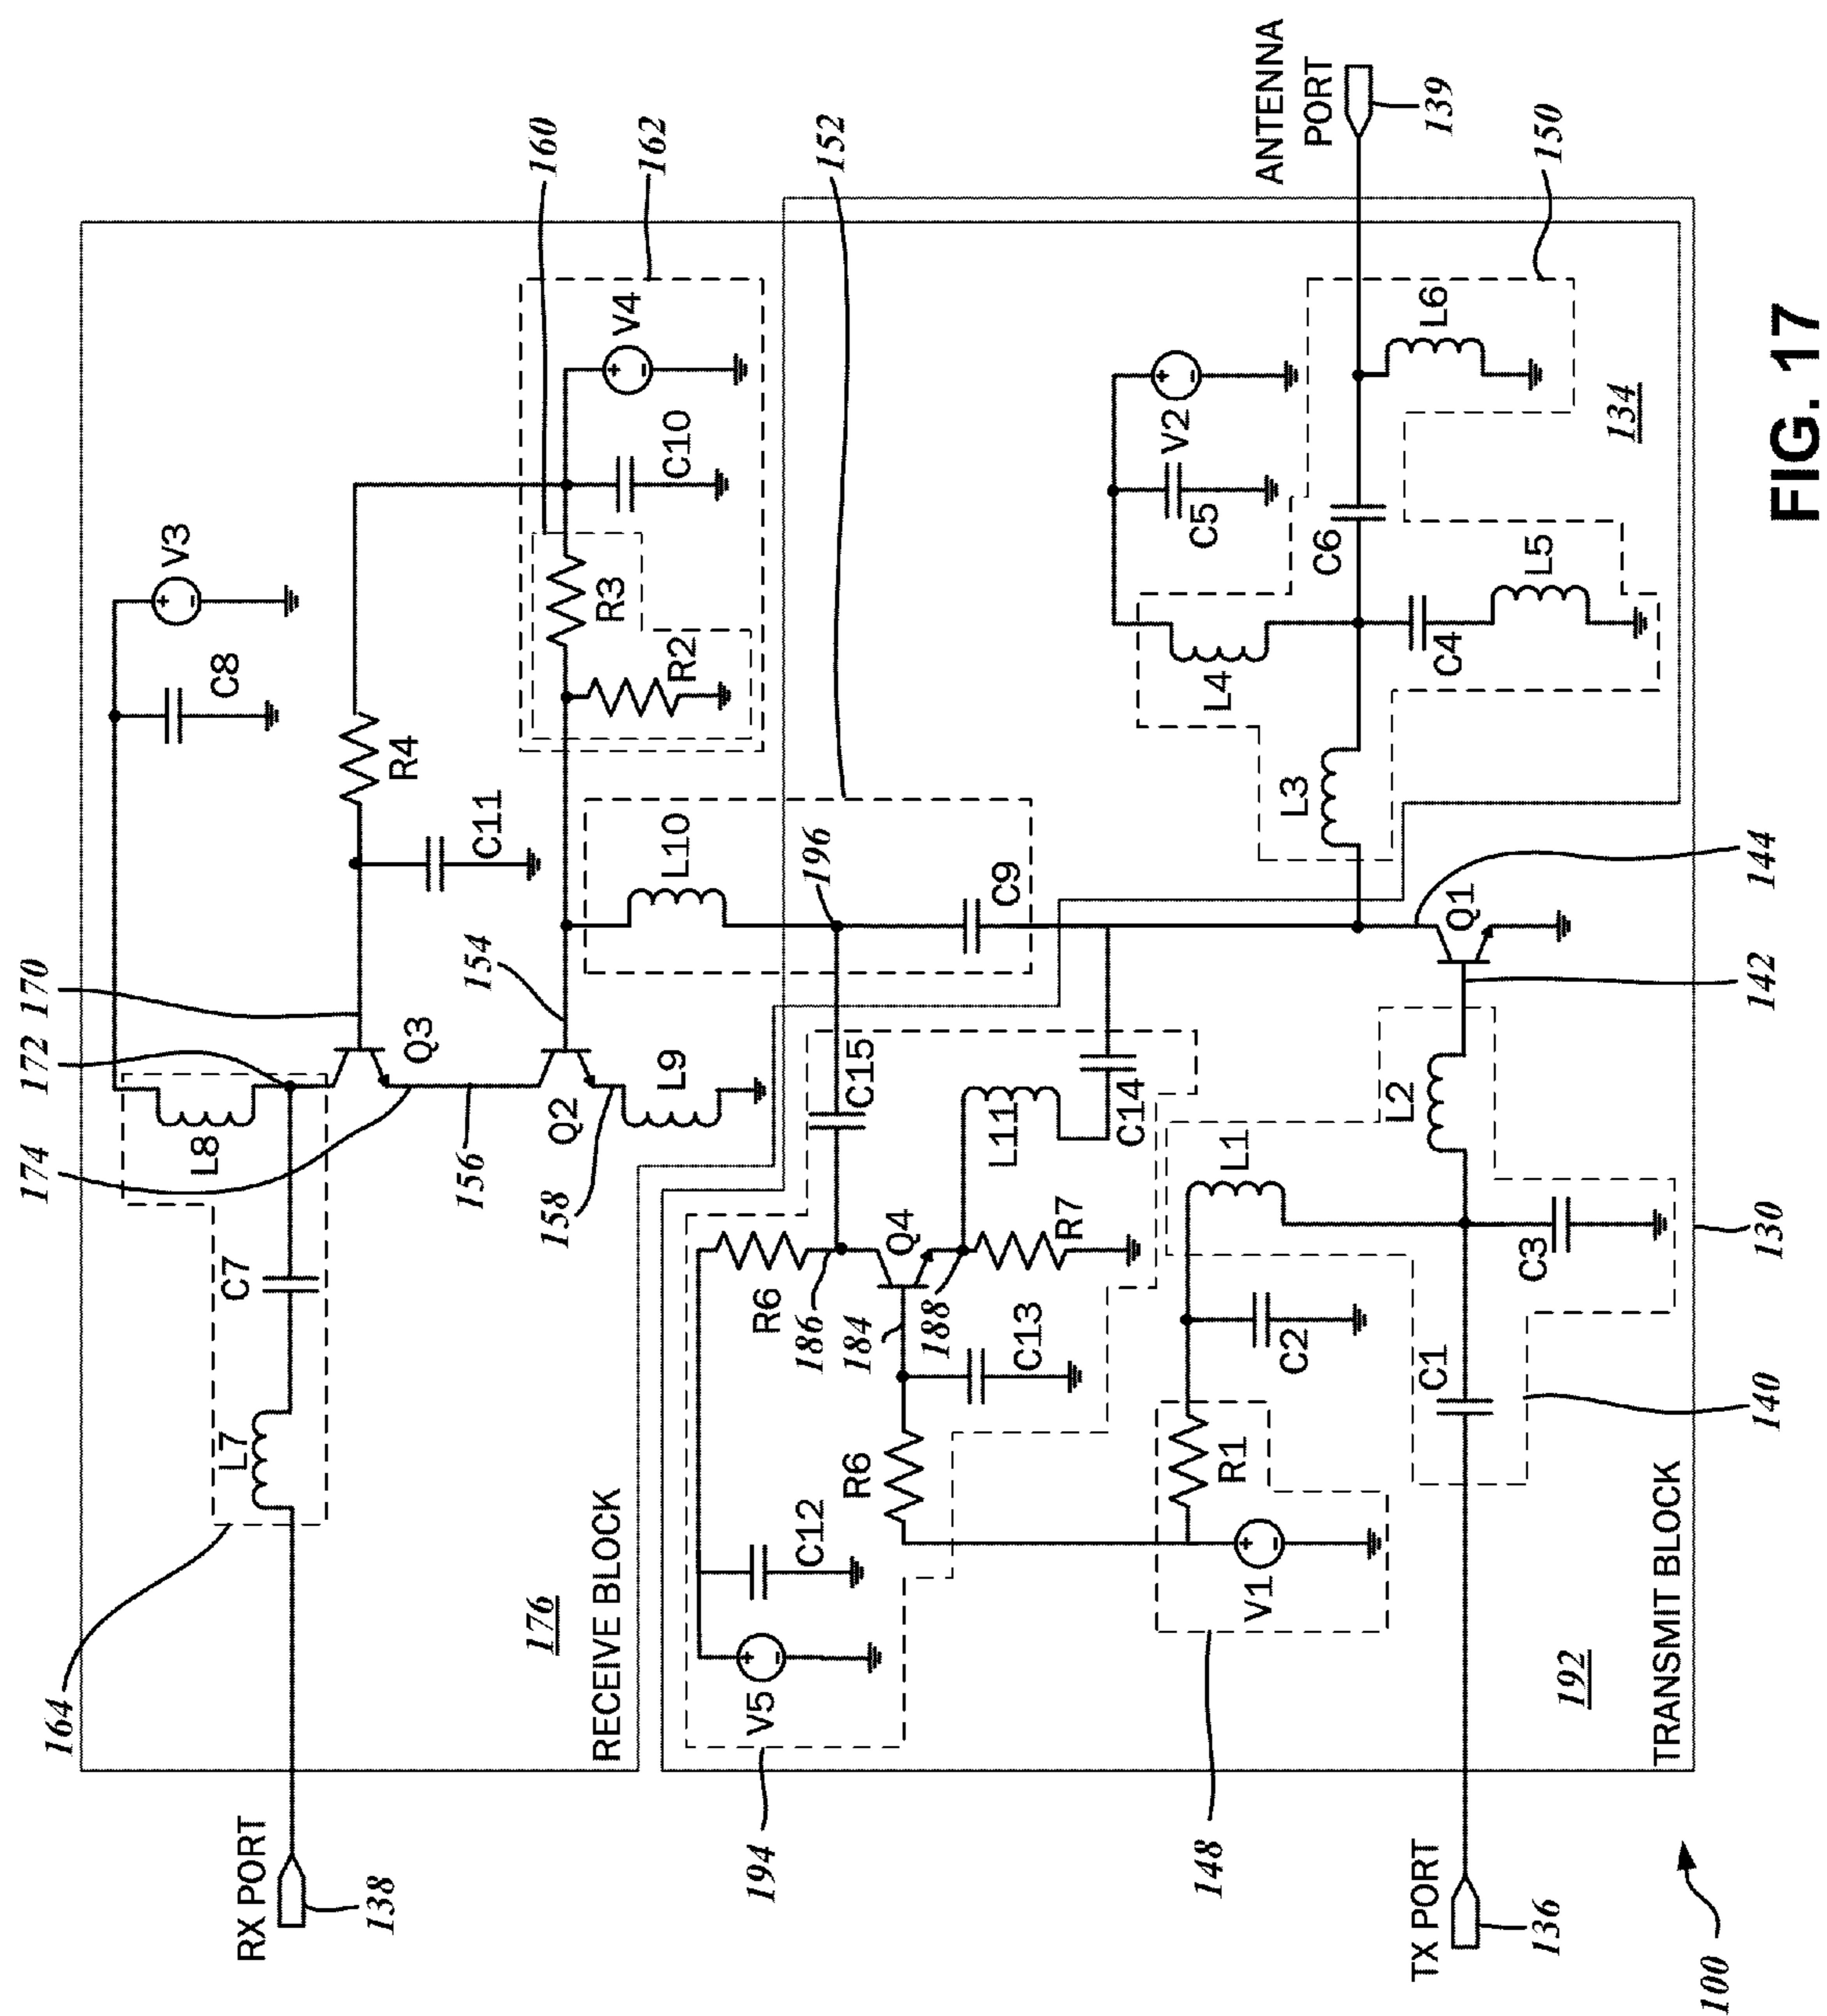 174
172
170
160
162
152
164
L8
L7
C7
C8
V3
Q3
R4
C11
154
156
158
Q2
L9
R3
R2
C10
V4
L10
196
C9
RX PORT
138
176
RECEIVE BLOCK
ANTENNA
PORT
139
150
V2
C5
L4
L3
C6
C4
L5
L6
134
144
142
Q1
194
V5
C12
R6
R6
186
184
188
Q4
C13
R7
C15
L11
C14
148
V1
R1
C2
L1
L2
C3
C1
140
130
192
TRANSMIT BLOCK
TX PORT
136
100
FIG. 17